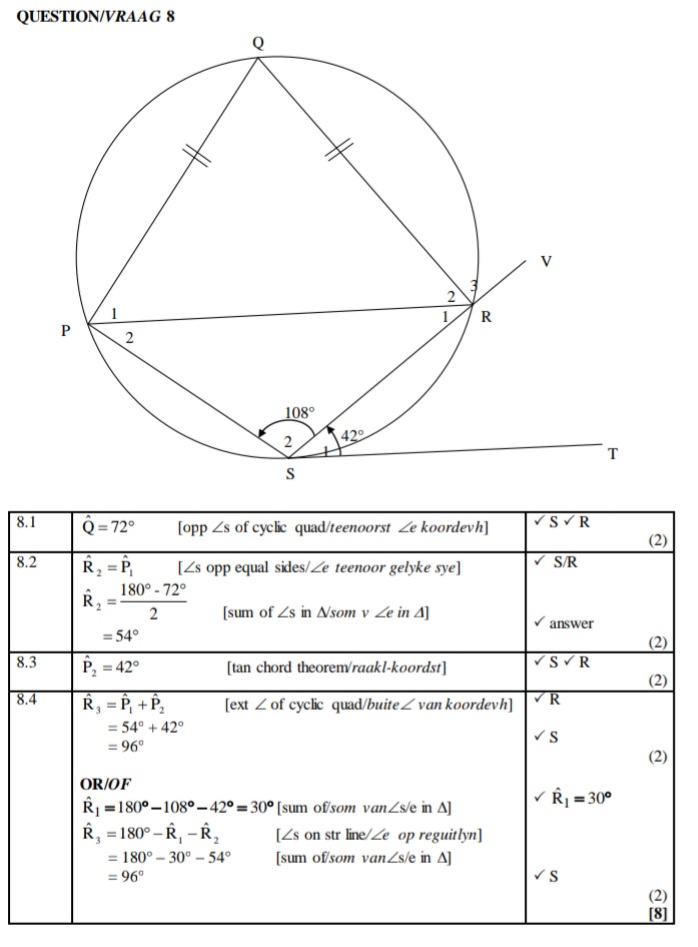 QUESTION/VRAAG 8
Q
V
3
2
1
1
R
P
2
108°
2
42°
1
T
S
8.1 Q̂ = 72° [opp ∠s of cyclic quad/teenoorst ∠e koordevh] ✓ S ✓ R
(2)
8.2 R̂₂ = P̂₁ [∠s opp equal sides/∠e teenoor gelyke sye] ✓ S/R
R̂₂ = (180° - 72°)/2 [sum of ∠s in Δ/som v ∠e in Δ]
= 54° ✓ answer
(2)
8.3 P̂₂ = 42° [tan chord theorem/raakl-koordst] ✓ S ✓ R
(2)
8.4 R̂₃ = P̂₁ + P̂₂ [ext ∠ of cyclic quad/buite∠ van koordevh] ✓ R
= 54° + 42°
= 96° ✓ S
(2)
OR/OF
R̂₁ = 180° – 108° – 42° = 30° [sum of/som van∠s/e in Δ] ✓ R̂₁ = 30°
R̂₃ = 180° – R̂₁ – R̂₂ [∠s on str line/∠e op reguitlyn]
= 180° – 30° – 54° [sum of/som van∠s/e in Δ]
= 96° ✓ S
(2)
[8]